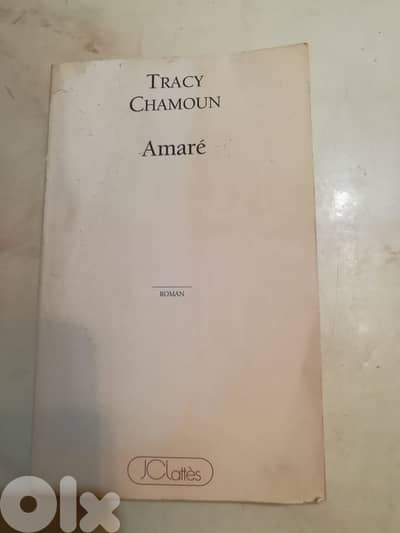 TRACY
CHAMOUN
Amaré
ROMAN
JClattès
OLX